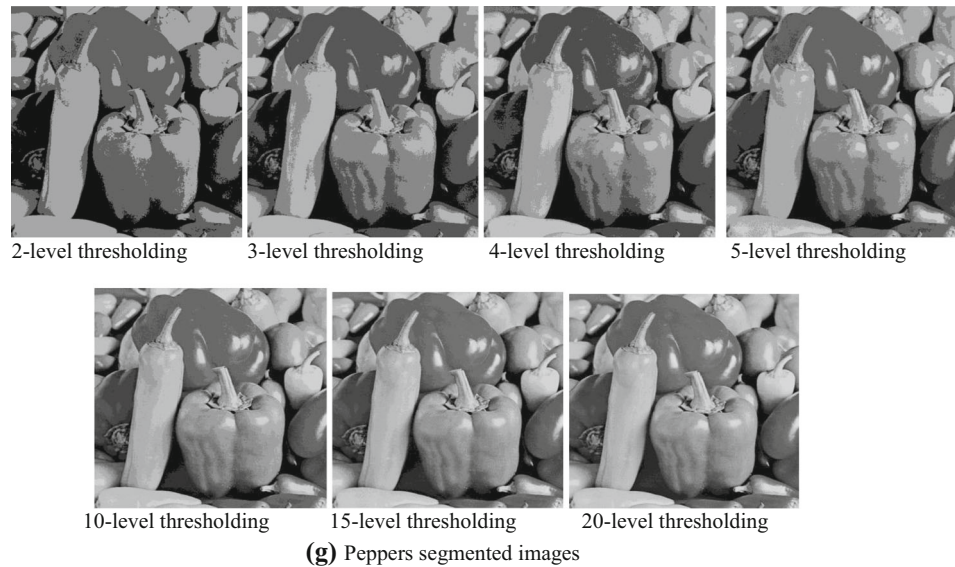 2-level thresholding
3-level thresholding
4-level thresholding
5-level thresholding
10-level thresholding
15-level thresholding
20-level thresholding
(g) Peppers segmented images